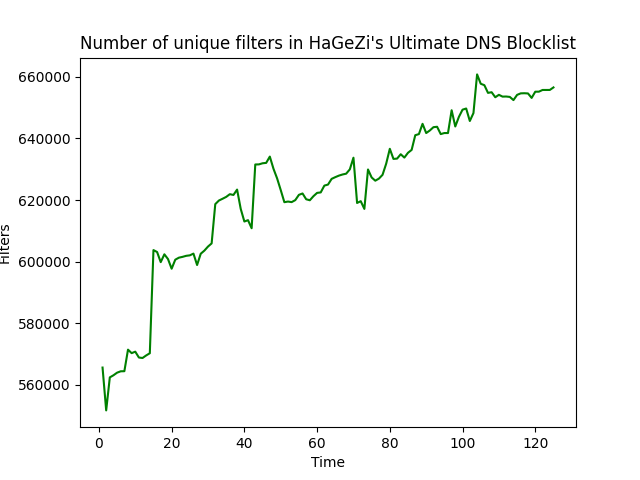 Number of unique filters in HaGeZi's Ultimate DNS Blocklist
660000
640000
620000
600000
580000
560000
Filters
0 20 40 60 80 100 120
Time